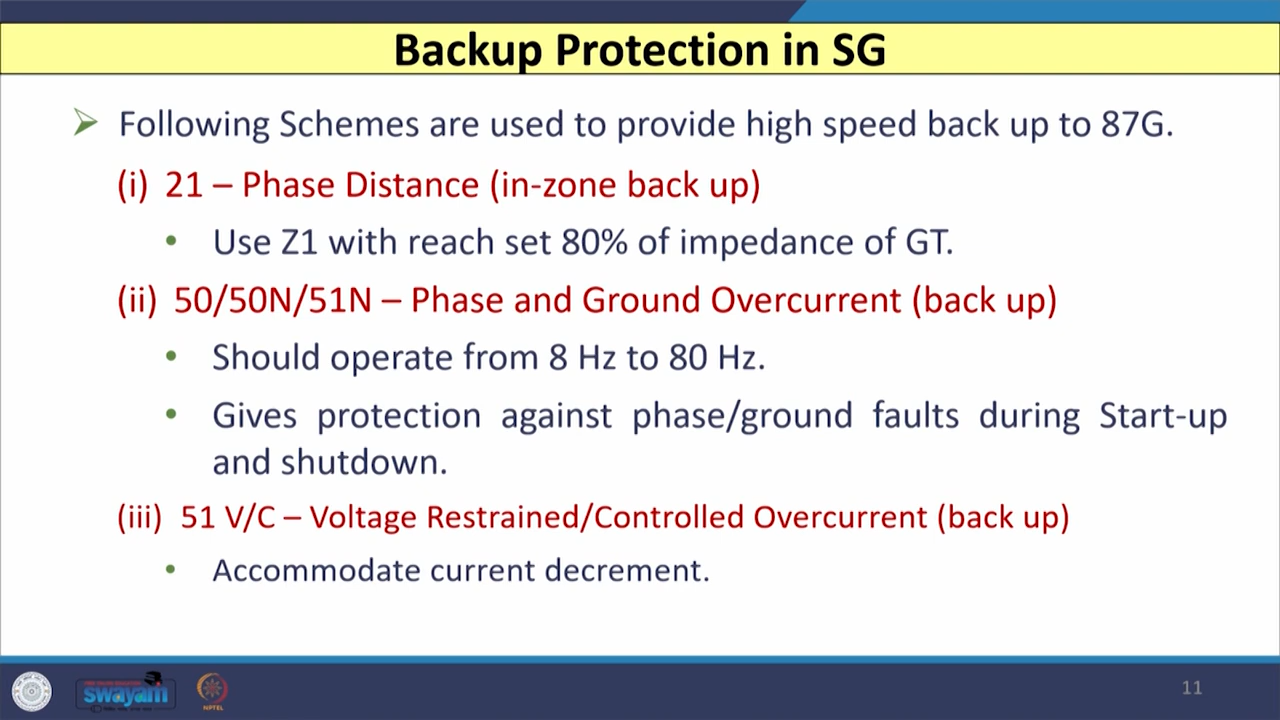 Backup Protection in SG
Following Schemes are used to provide high speed back up to 87G.
(i) 21 – Phase Distance (in-zone back up)
• Use Z1 with reach set 80% of impedance of GT.
(ii) 50/50N/51N – Phase and Ground Overcurrent (back up)
• Should operate from 8 Hz to 80 Hz.
• Gives protection against phase/ground faults during Start-up
and shutdown.
(iii) 51 V/C – Voltage Restrained/Controlled Overcurrent (back up)
• Accommodate current decrement.
swayam
NPTEL
11